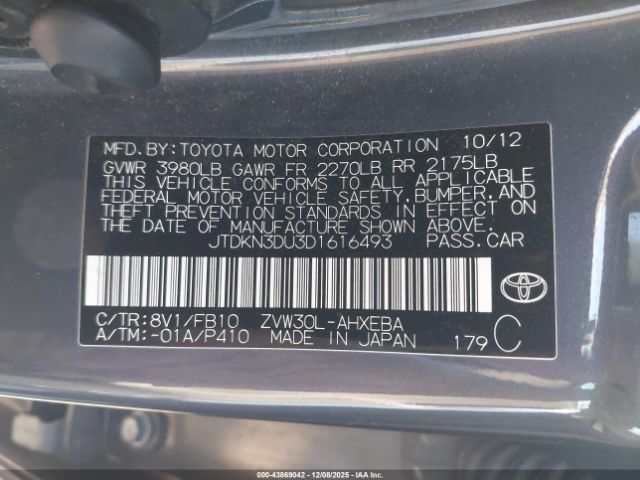 MFD. BY: TOYOTA MOTOR CORPORATION 10/12
GVWR 3980LB GAWR FR 2270LB RR 2175LB
THIS VEHICLE CONFORMS TO ALL APPLICABLE
FEDERAL MOTOR VEHICLE SAFETY, BUMPER, AND
THEFT PREVENTION STANDARDS IN EFFECT ON
THE DATE OF MANUFACTURE SHOWN ABOVE.
JTDKN3DU3D1616493 PASS. CAR
C/TR: 8V1/FB10 ZVW30L-AHXEBA
A/TM: -01A/P410 MADE IN JAPAN 179 C
000-43869042 | 12/08/2025 | IAAI.COM